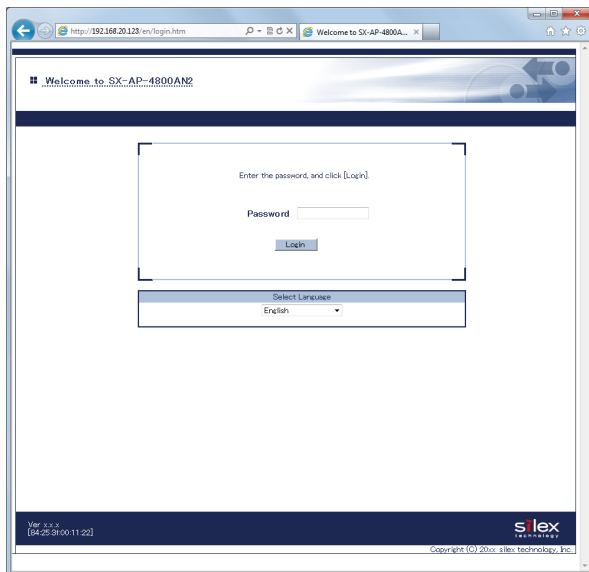 http://192.168.20.123/en/login.htm
Welcome to SX-AP-4800A...
Welcome to SX-AP-4800AN2
Enter the password, and click [Login].
Password
Login
Select Language
English
Ver x.x.x
[84:25:3f:00:11:22]
silex
technology
Copyright (C) 20xx silex technology, Inc.